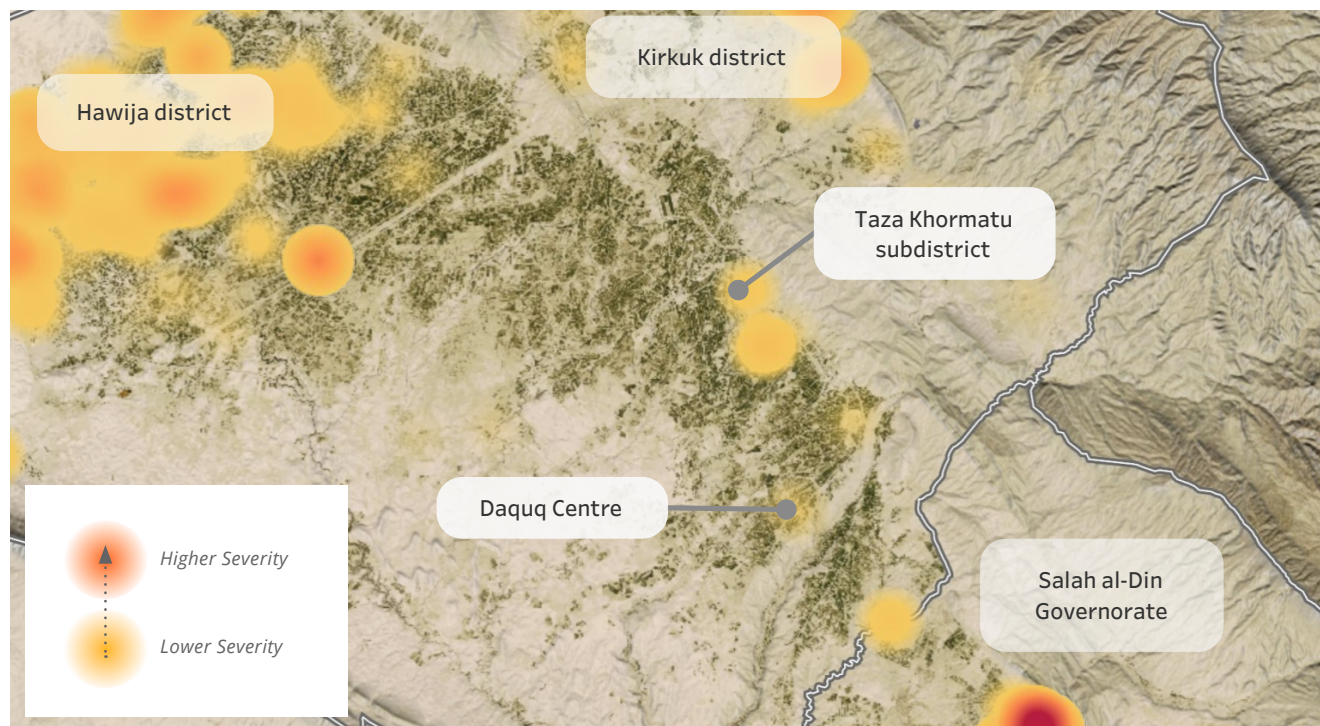 Kirkuk district
Hawija district
Taza Khormatu
subdistrict
Daquq Centre
Salah al-Din
Governorate
Higher Severity
Lower Severity